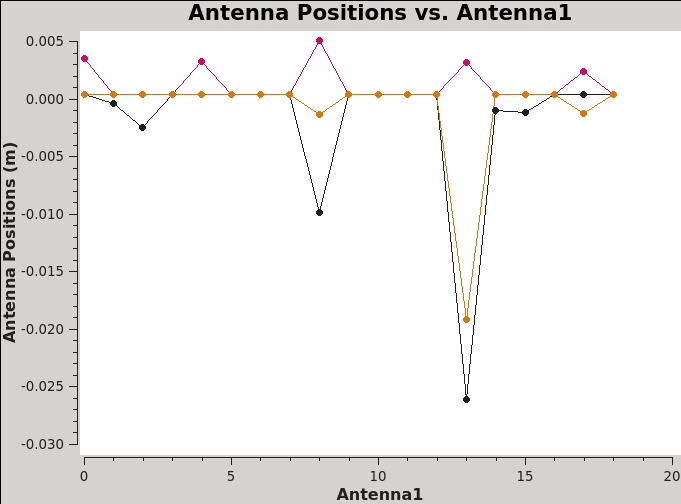 Antenna Positions vs. Antenna1
0.005
0.000
-0.005
-0.010
-0.015
-0.020
-0.025
-0.030
Antenna Positions (m)
0 5 10 15 20
Antenna1